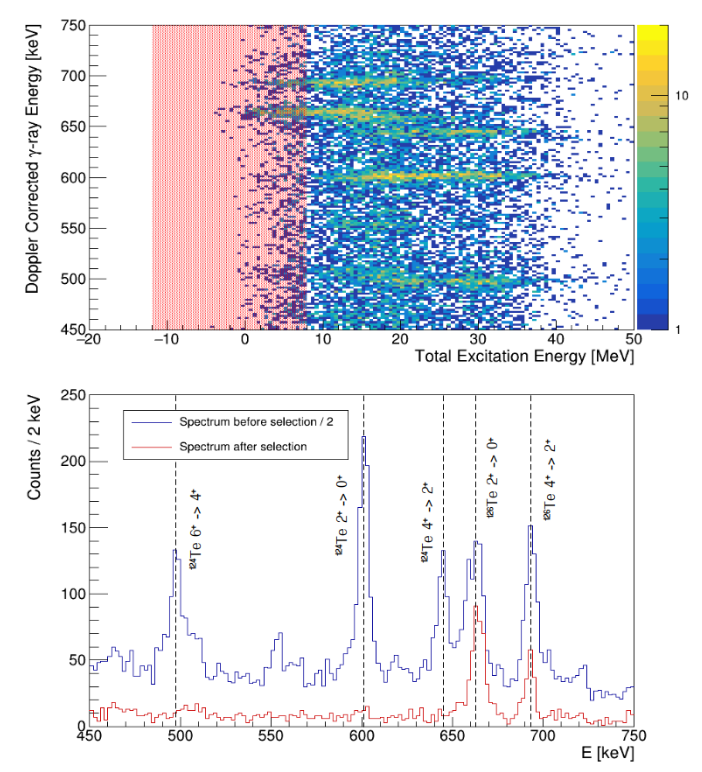 Doppler Corrected γ-ray Energy [keV]
750
700
650
600
550
500
450
−20
−10
0
10
20
30
40
50
Total Excitation Energy [MeV]
10
1
Counts / 2 keV
250
200
150
100
50
0
Spectrum before selection / 2
Spectrum after selection
¹²⁴Te 6⁺ -> 4⁺
¹²⁴Te 2⁺ -> 0⁺
¹²⁴Te 4⁺ -> 2⁺
¹²⁶Te 2⁺ -> 0⁺
¹²⁶Te 4⁺ -> 2⁺
450
500
550
600
650
700
750
E [keV]